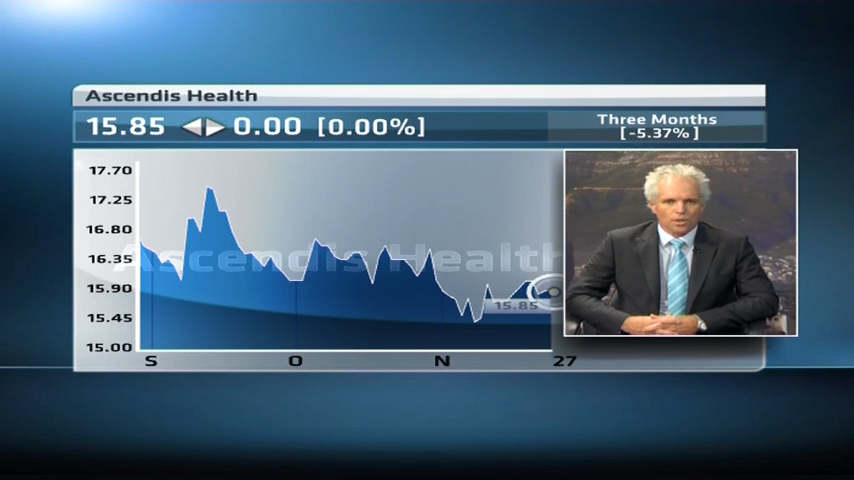 Ascendis Health
15.85 0.00 [0.00%]
Three Months
[-5.37%]
17.70
17.25
16.80
16.35
15.90
15.45
15.00
Ascendis Health
15.85
S O N 27